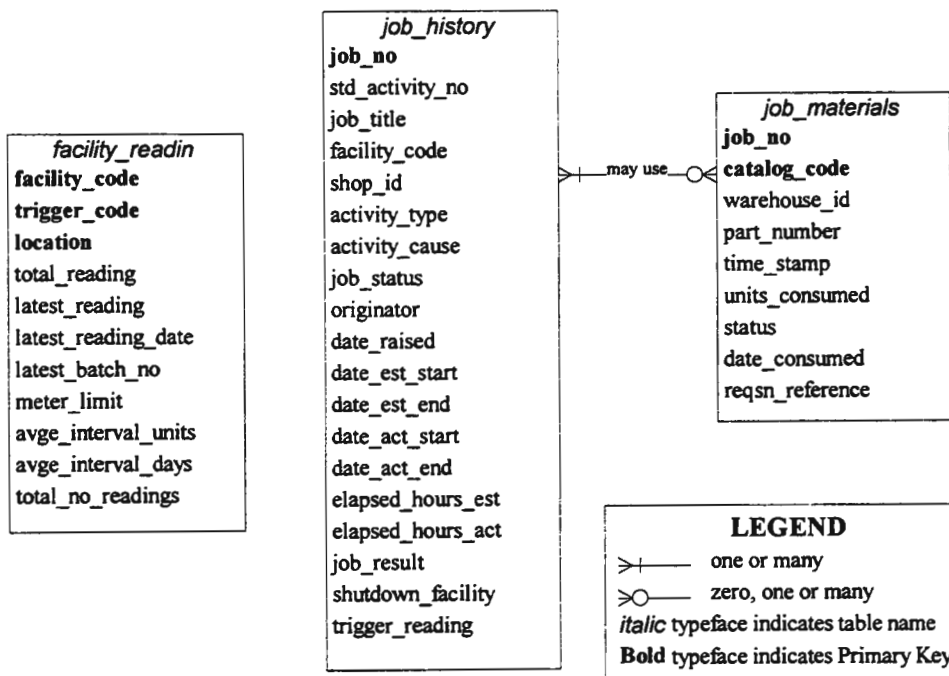 facility_readin
facility_code
trigger_code
location
total_reading
latest_reading
latest_reading_date
latest_batch_no
meter_limit
avge_interval_units
avge_interval_days
total_no_readings
job_history
job_no
std_activity_no
job_title
facility_code
shop_id
activity_type
activity_cause
job_status
originator
date_raised
date_est_start
date_est_end
date_act_start
date_act_end
elapsed_hours_est
elapsed_hours_act
job_result
shutdown_facility
trigger_reading
may use
job_materials
job_no
catalog_code
warehouse_id
part_number
time_stamp
units_consumed
status
date_consumed
reqsn_reference
LEGEND
one or many
zero, one or many
italic typeface indicates table name
Bold typeface indicates Primary Key